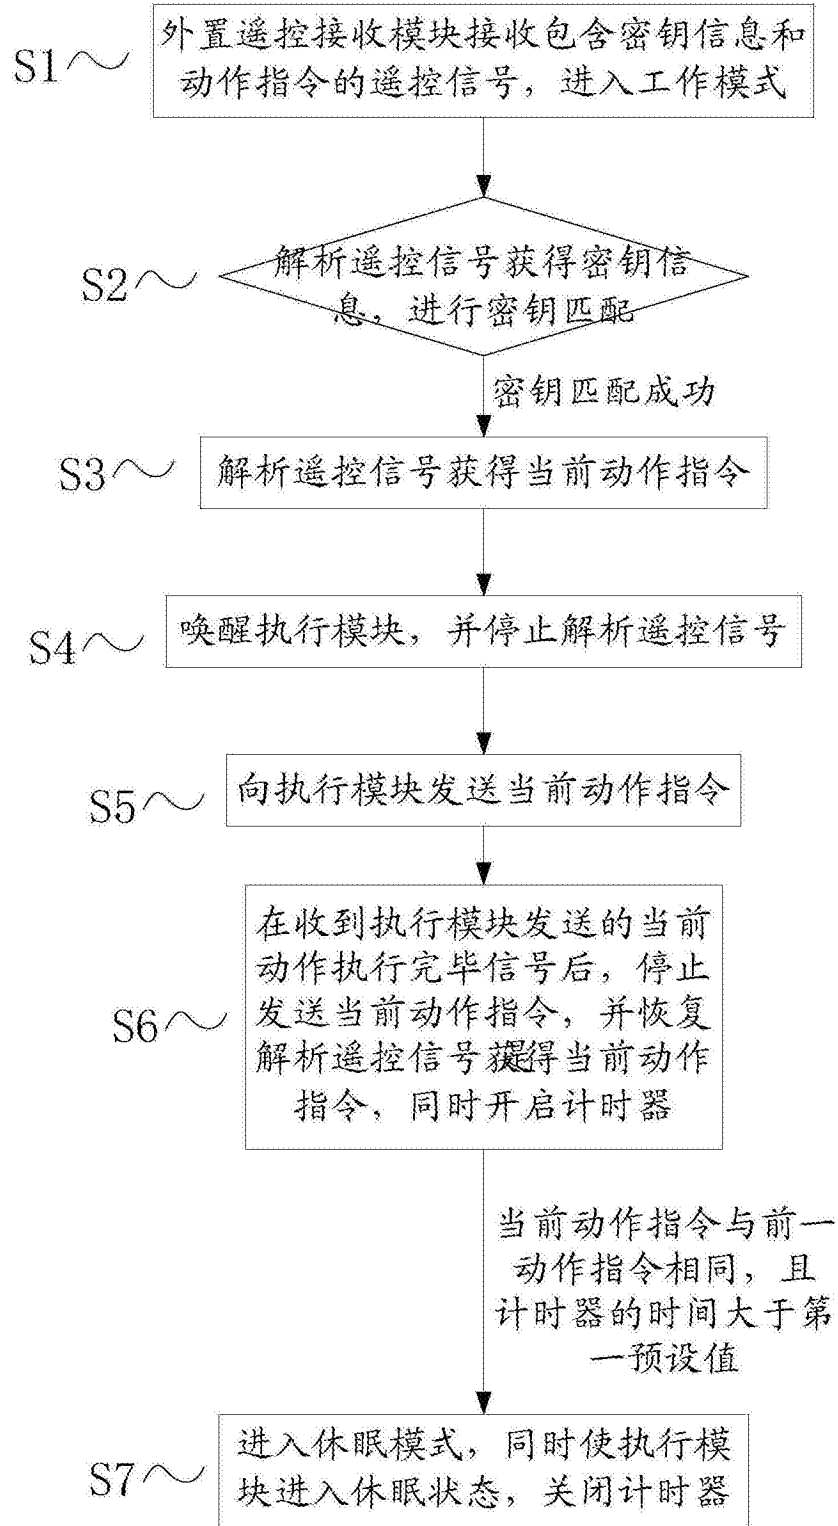 外置遥控接收模块接收包含密钥信息和
S1
动作指令的遥控信号，进入工作模式
解析遥控信号获得密钥信
S2
息，进行密钥匹配
密钥匹配成功
S3
解析遥控信号获得当前动作指令
S4
唤醒执行模块，并停止解析遥控信号
S5
向执行模块发送当前动作指令
在收到执行模块发送的当前
动作执行完毕信号后，停止
S6
发送当前动作指令，并恢复
解析遥控信号获得当前动作
指令，同时开启计时器
当前动作指令与前一
动作指令相同，且
计时器的时间大于第
一预设值
S7
进入休眠模式，同时使执行模
块进入休眠状态，关闭计时器